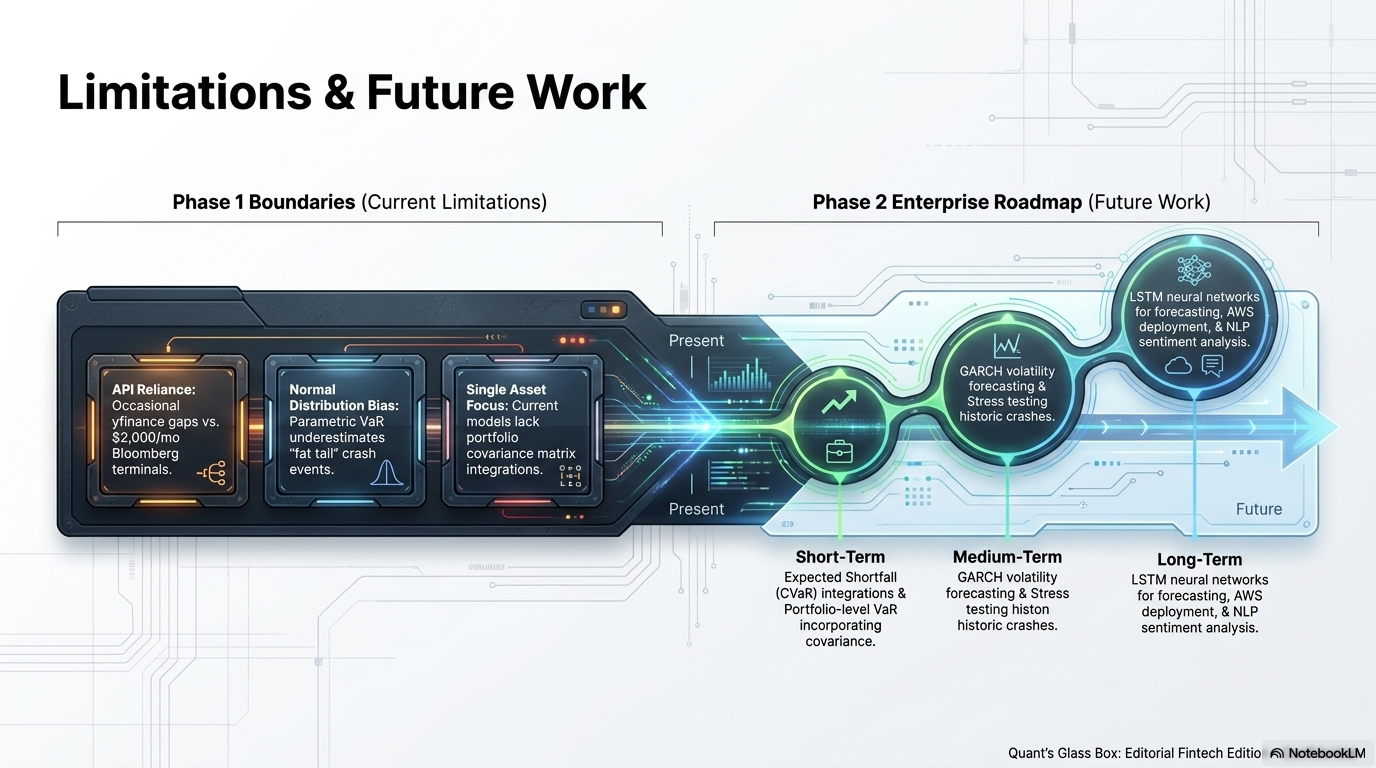 Limitations & Future Work
Phase 1 Boundaries (Current Limitations)
API Reliance:
Occasional
yfinance gaps vs.
$2,000/mo
Bloomberg
terminals.
Normal
Distribution Bias:
Parametric VaR
underestimates
"fat tail" crash
events.
Single Asset
Focus: Current
models lack
portfolio
covariance matrix
integrations.
Present
Present
Phase 2 Enterprise Roadmap (Future Work)
GARCH volatility
forecasting &
Stress testing
historic crashes.
LSTM neural networks
for forecasting, AWS
deployment, & NLP
sentiment analysis.
Future
Short-Term
Expected Shortfall
(CVaR) integrations &
Portfolio-level VaR
incorporating
covariance.
Medium-Term
GARCH volatility
forecasting & Stress
testing histon
historic crashes.
Long-Term
LSTM neural networks
for forecasting, AWS
deployment, & NLP
sentiment analysis.
Quant's Glass Box: Editorial Fintech Editio
NotebookLM